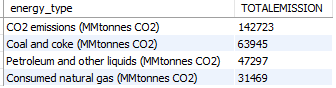 energy_type TOTALEMISSION
CO2 emissions (MMtonnes CO2) 142723
Coal and coke (MMtonnes CO2) 63945
Petroleum and other liquids (MMtonnes CO2) 47297
Consumed natural gas (MMtonnes CO2) 31469